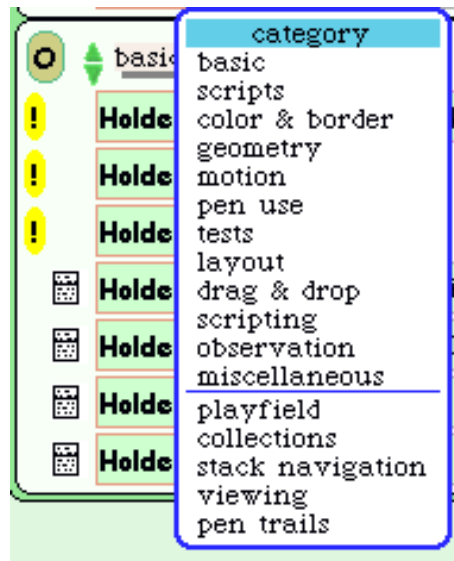 category
O basic
basic
scripts
color & border
geometry
motion
pen use
tests
layout
drag & drop
scripting
observation
miscellaneous
playfield
collections
stack navigation
viewing
pen trails
! Holde
! Holde
! Holde
Holde
Holde
Holde
Holde